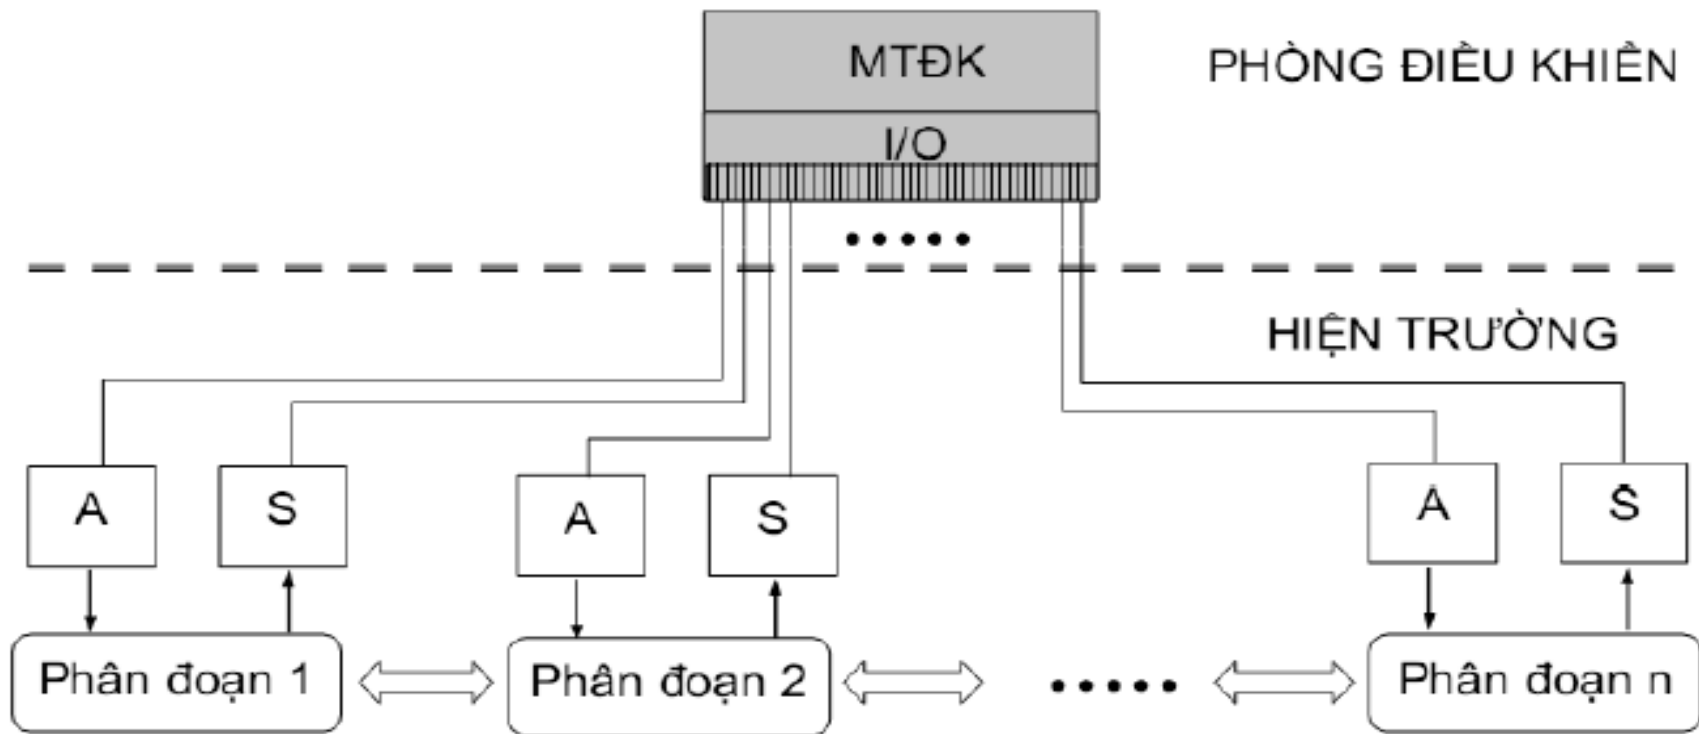 MTĐK
PHÒNG ĐIỀU KHIỂN
I/O
HIỆN TRƯỜNG
A
S
A
S
A
S
Phân đoạn 1
Phân đoạn 2
Phân đoạn n